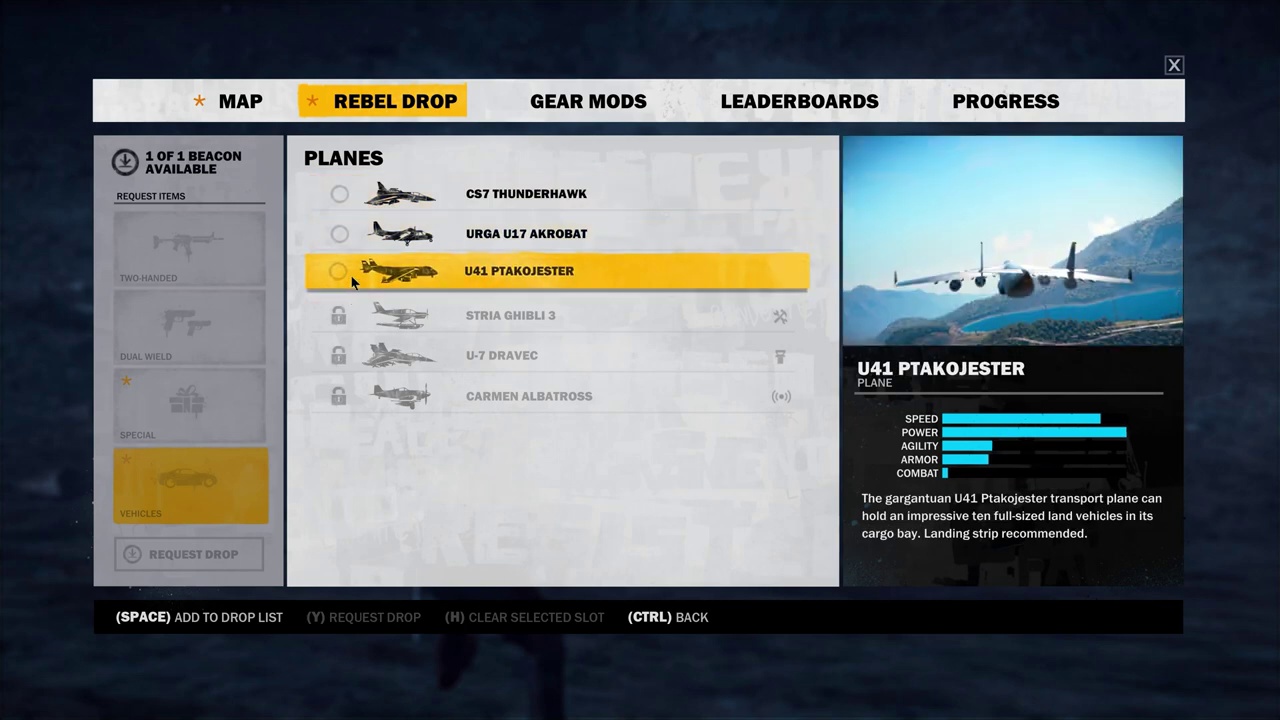 X
* MAP
* REBEL DROP
GEAR MODS
LEADERBOARDS
PROGRESS
1 OF 1 BEACON
AVAILABLE
REQUEST ITEMS
TWO-HANDED
DUAL WIELD
*
SPECIAL
*
VEHICLES
REQUEST DROP
PLANES
CS7 THUNDERHAWK
URGA U17 AKROBAT
U41 PTAKOJESTER
STRIA GHIBLI 3
U-7 DRAVEC
CARMEN ALBATROSS
U41 PTAKOJESTER
PLANE
SPEED
POWER
AGILITY
ARMOR
COMBAT
The gargantuan U41 Ptakojester transport plane can
hold an impressive ten full-sized land vehicles in its
cargo bay. Landing strip recommended.
(SPACE) ADD TO DROP LIST (Y) REQUEST DROP (H) CLEAR SELECTED SLOT (CTRL) BACK